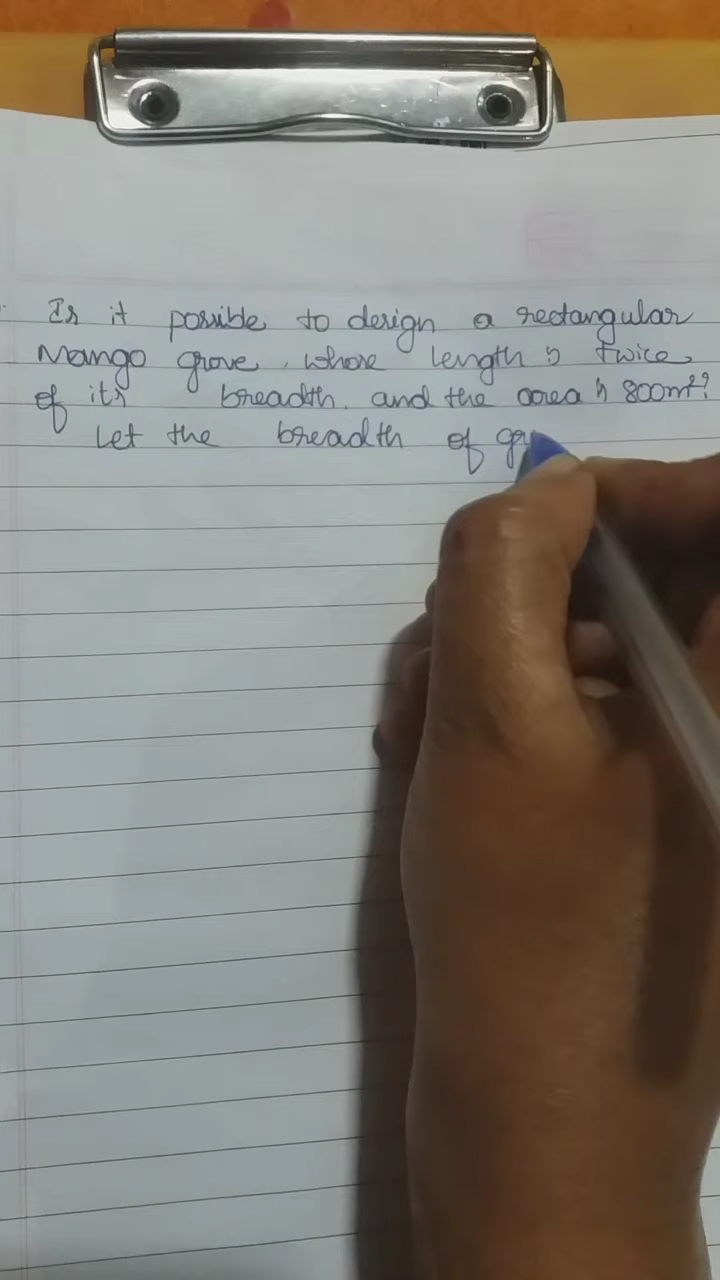 Is it possible to design a rectangular
Mango grove, whose length is twice
of its breadth, and the area is 800m²?
Let the breadth of gr